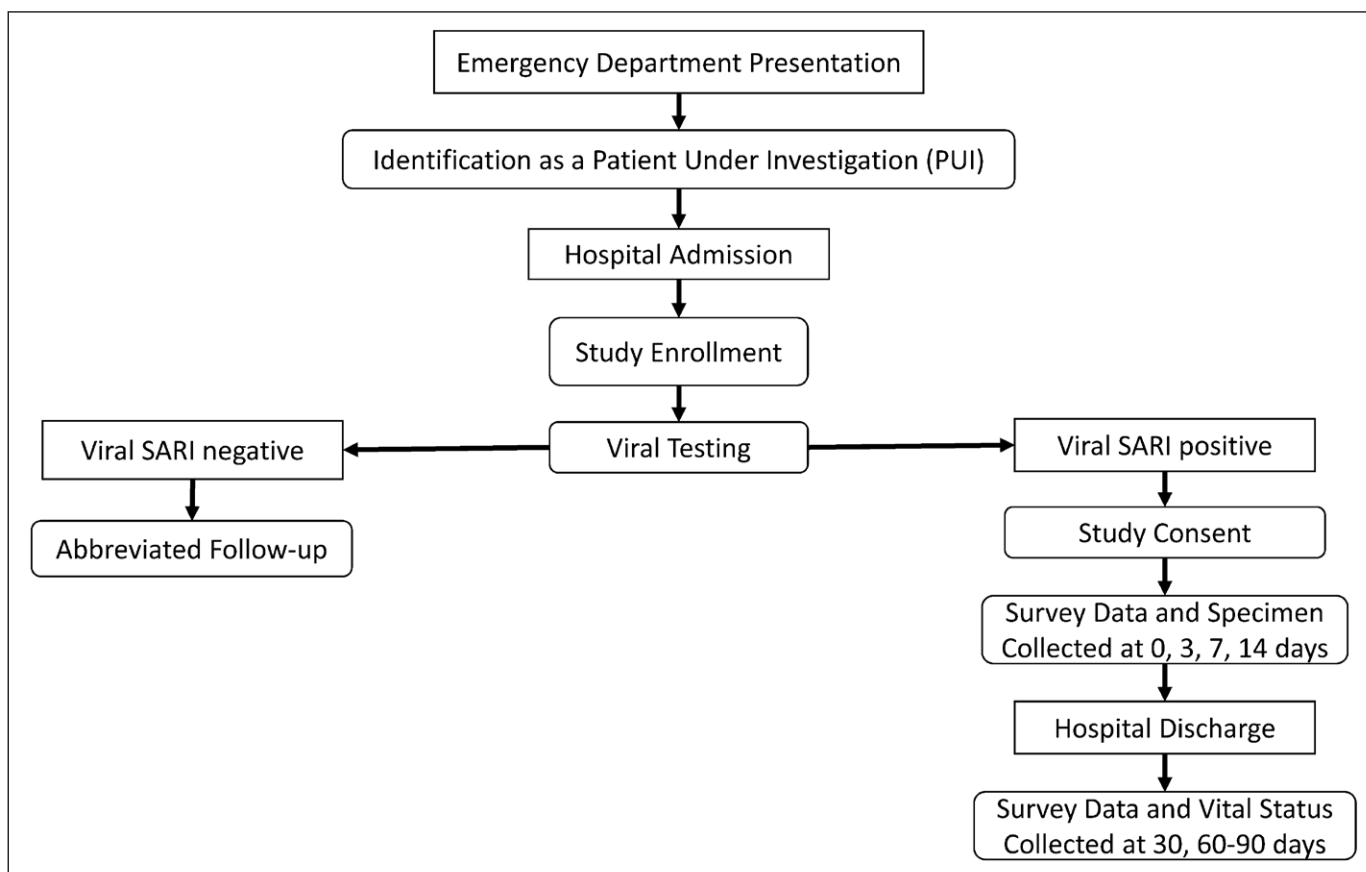 Emergency Department Presentation
Identification as a Patient Under Investigation (PUI)
Hospital Admission
Study Enrollment
Viral SARI negative
Viral Testing
Viral SARI positive
Abbreviated Follow-up
Study Consent
Survey Data and Specimen
Collected at 0, 3, 7, 14 days
Hospital Discharge
Survey Data and Vital Status
Collected at 30, 60-90 days